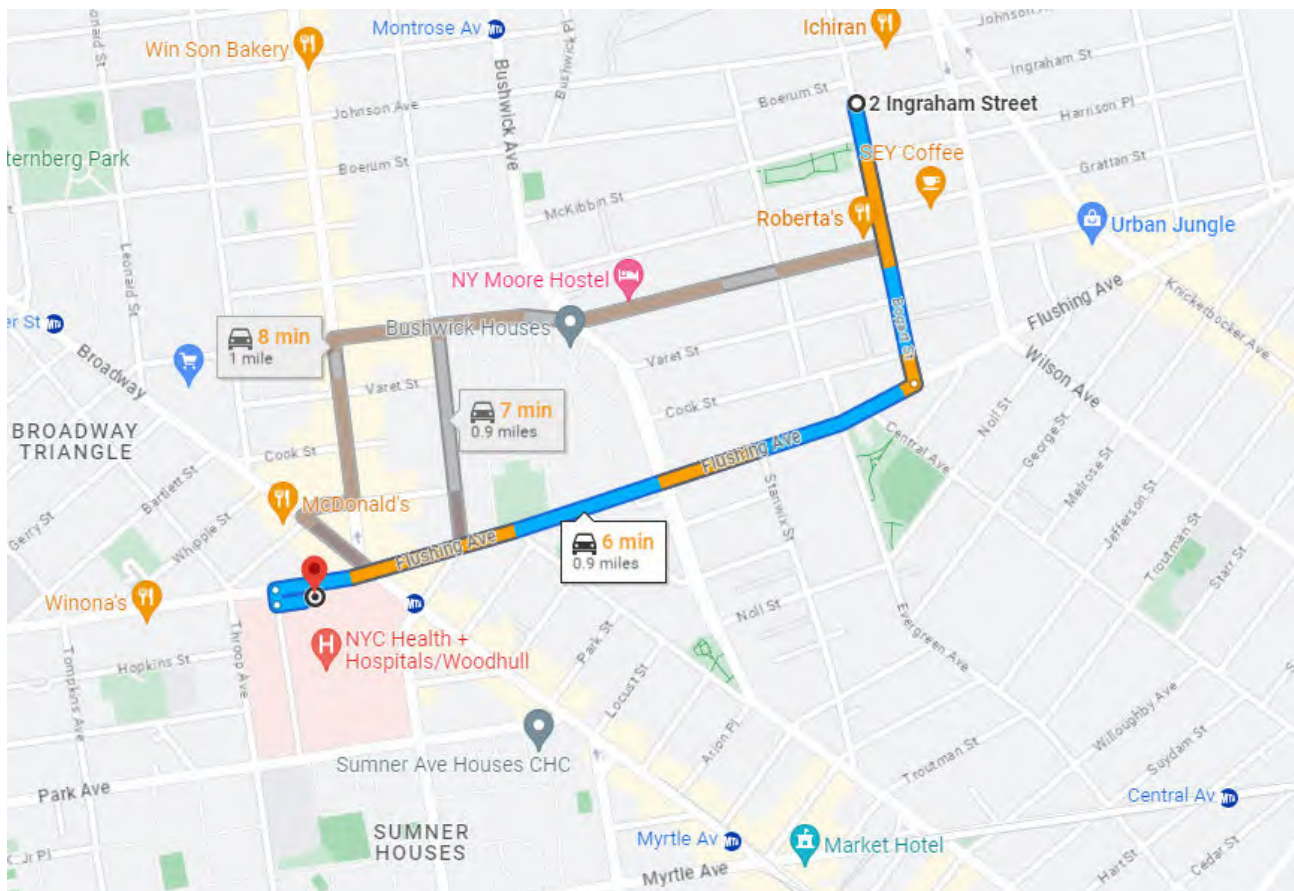 Montrose Av
Ichiran
Johnson Av
Win Son Bakery
Bushwick Pl
Ingraham St
Leonard St
Bushwick Ave
Boerum St
2 Ingraham Street
Johnson Ave
Harrison Pl
SEY Coffee
ternberg Park
Boerum St
Grattan St
McKibbin St
Roberta's
Urban Jungle
Leonard St
NY Moore Hostel
Knickerbocker Ave
Bogart St
Flushing Ave
Bushwick Houses
er St
8 min
1 mile
Varet St
Broadway
Wilson Ave
Varet St
7 min
0.9 miles
Cook St
Noll St
BROADWAY
TRIANGLE
George St
Flushing Ave
Central Ave
Cook St
Melrose St
Bartlett St
Stanwix St
McDonald's
Jefferson St
Gerry St
Whipple St
Troutman St
Flushing Ave
6 min
0.9 miles
Starr St
Winona's
Noll St
NYC Health +
Hospitals/Woodhull
Throop Ave
Hopkins St
Park St
Evergreen Ave
Tompkins Ave
Locust St
Willoughby Ave
Arion Pl
Suydam St
Sumner Ave Houses CHC
Troutman St
Park Ave
Central Av
SUMNER
HOUSES
Myrtle Av
Market Hotel
Jr Pl
Myrtle Ave
Hart St
Cedar St